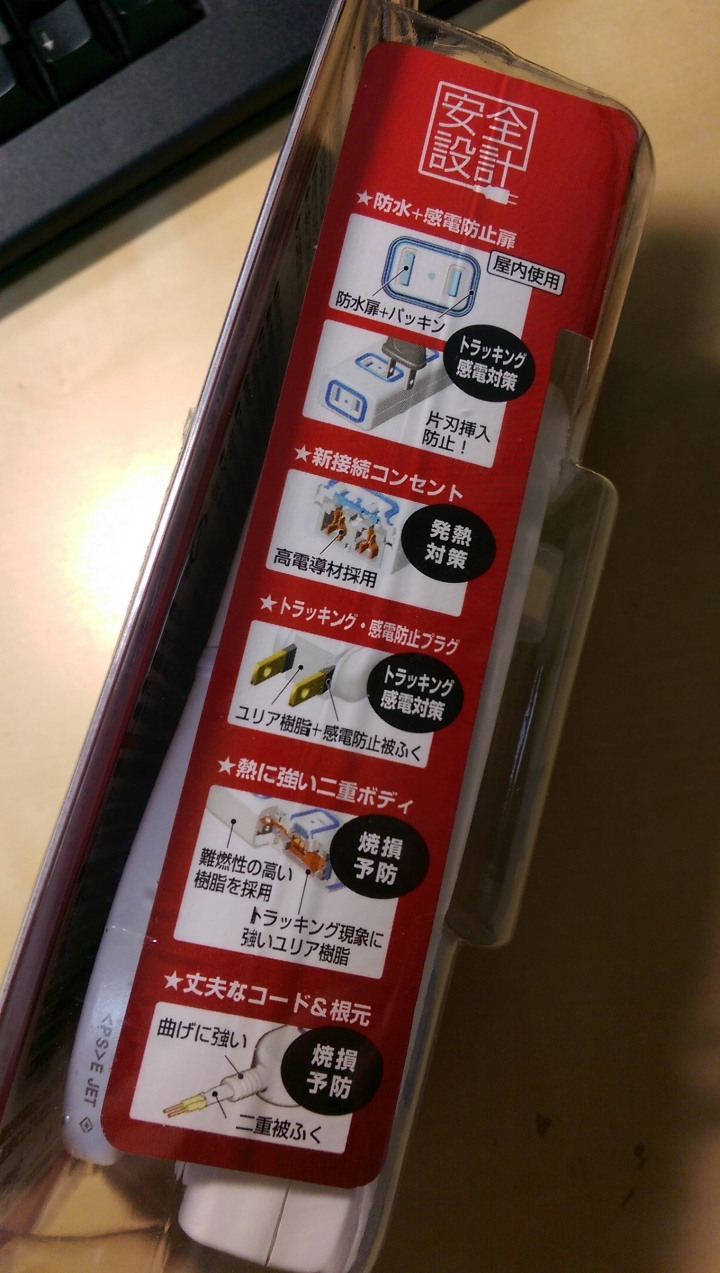 安全
設計
★防水+感電防止扉
屋内使用
防水扉+パッキン
トラッキング
感電対策
片刃挿入
防止！
★新接続コンセント
発熱
対策
高電導材採用
★トラッキング・感電防止プラグ
トラッキング
感電対策
ユリア樹脂+感電防止被ふく
★熱に強い二重ボディ
焼損
予防
難燃性の高い
樹脂を採用
トラッキング現象に
強いユリア樹脂
★丈夫なコード&根元
曲げに強い
焼損
予防
二重被ふく
<PS>E JET